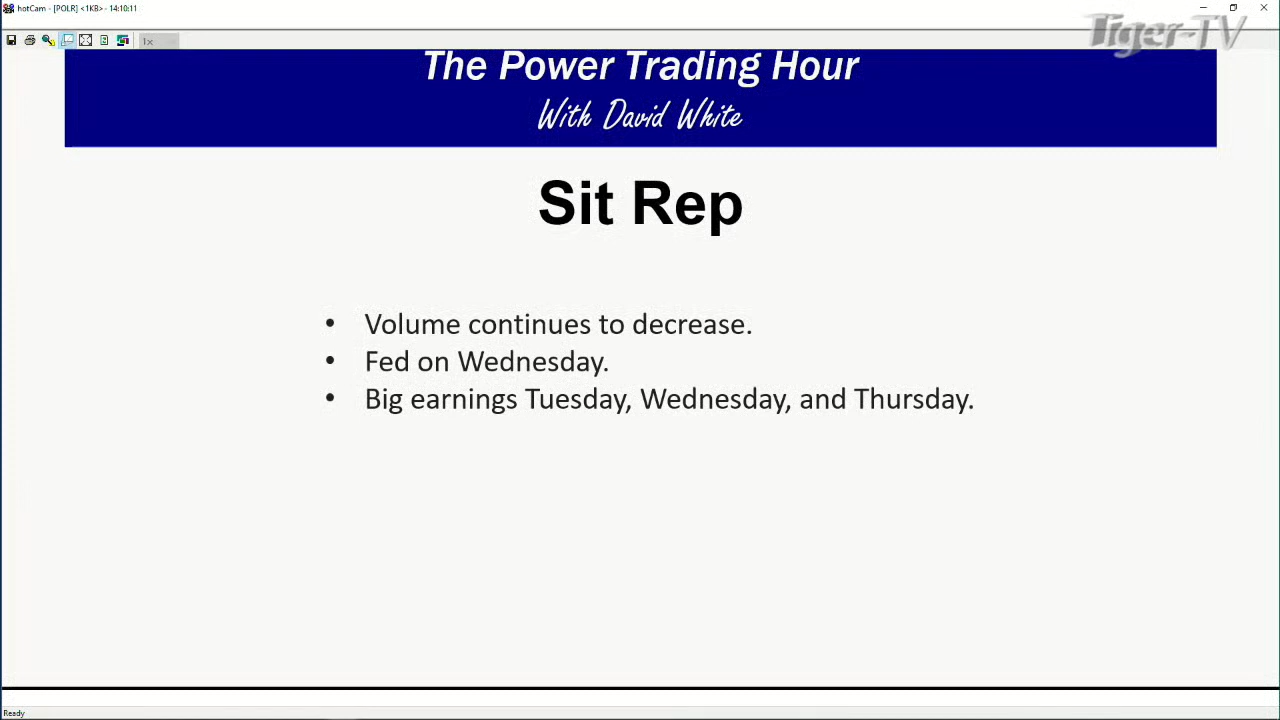 hotCam - [POLR] <1KB> - 14:10:11
Tiger-TV
1x
The Power Trading Hour
With David White
Sit Rep
• Volume continues to decrease.
• Fed on Wednesday.
• Big earnings Tuesday, Wednesday, and Thursday.
Ready